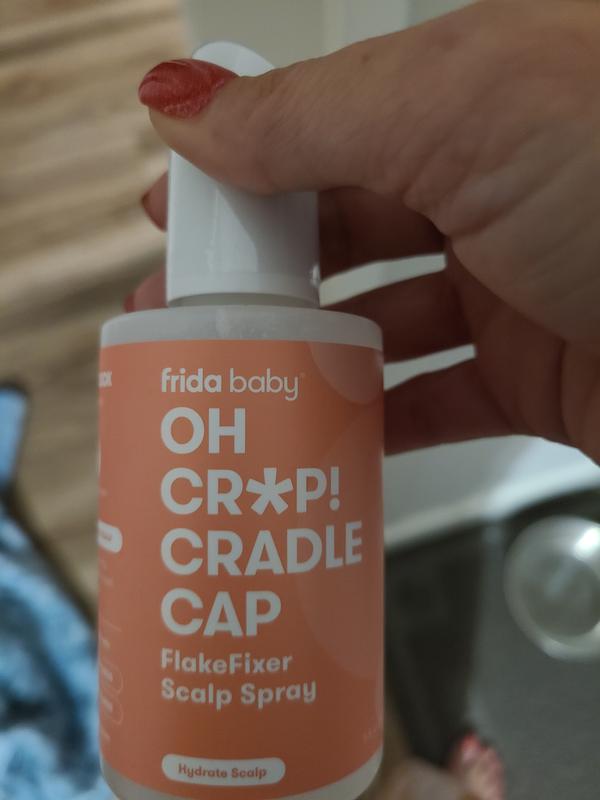 frida baby
OH
CR*P!
CRADLE
CAP
FlakeFixer
Scalp Spray
Hydrate Scalp